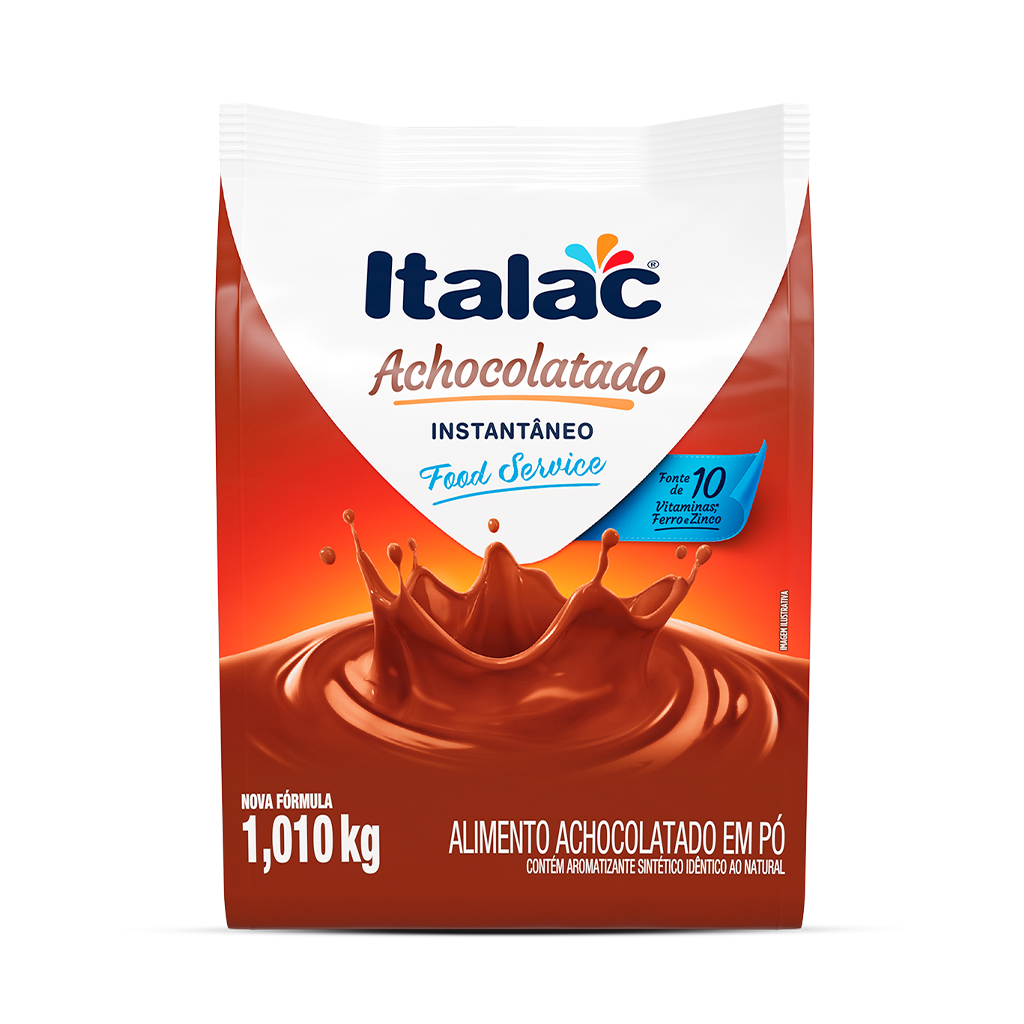 Italac®
Achocolatado
INSTANTÂNEO
Food Service
Fonte de 10
Vitaminas,*
Ferro e Zinco
IMAGEM ILUSTRATIVA
NOVA FÓRMULA
1,010 kg
ALIMENTO ACHOCOLATADO EM PÓ
CONTÉM AROMATIZANTE SINTÉTICO IDÊNTICO AO NATURAL